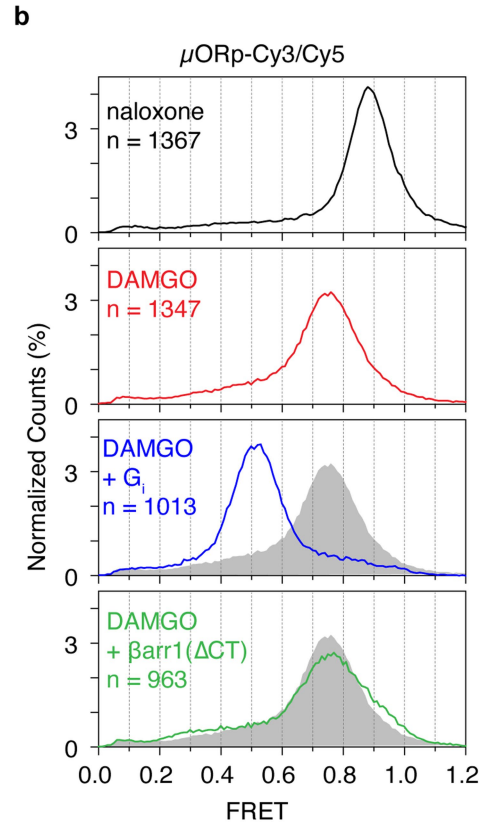 b
μORp-Cy3/Cy5
naloxone
n = 1367
3
0
DAMGO
n = 1347
3
0
DAMGO
+ Gi
n = 1013
3
0
DAMGO
+ βarr1(ΔCT)
n = 963
3
0
0.0 0.2 0.4 0.6 0.8 1.0 1.2
FRET
Normalized Counts (%)